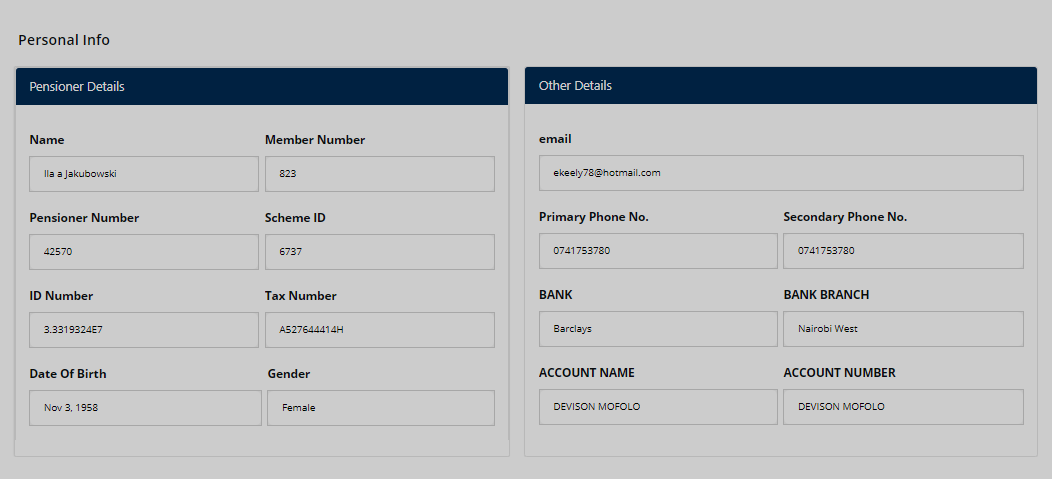 Personal Info
Pensioner Details
Name Member Number
Ila a Jakubowski 823
Pensioner Number Scheme ID
42570 6737
ID Number Tax Number
3.3319324E7 A527644414H
Date Of Birth Gender
Nov 3, 1958 Female
Other Details
email
ekeely78@hotmail.com
Primary Phone No. Secondary Phone No.
0741753780 0741753780
BANK BANK BRANCH
Barclays Nairobi West
ACCOUNT NAME ACCOUNT NUMBER
DEVISON MOFOLO DEVISON MOFOLO